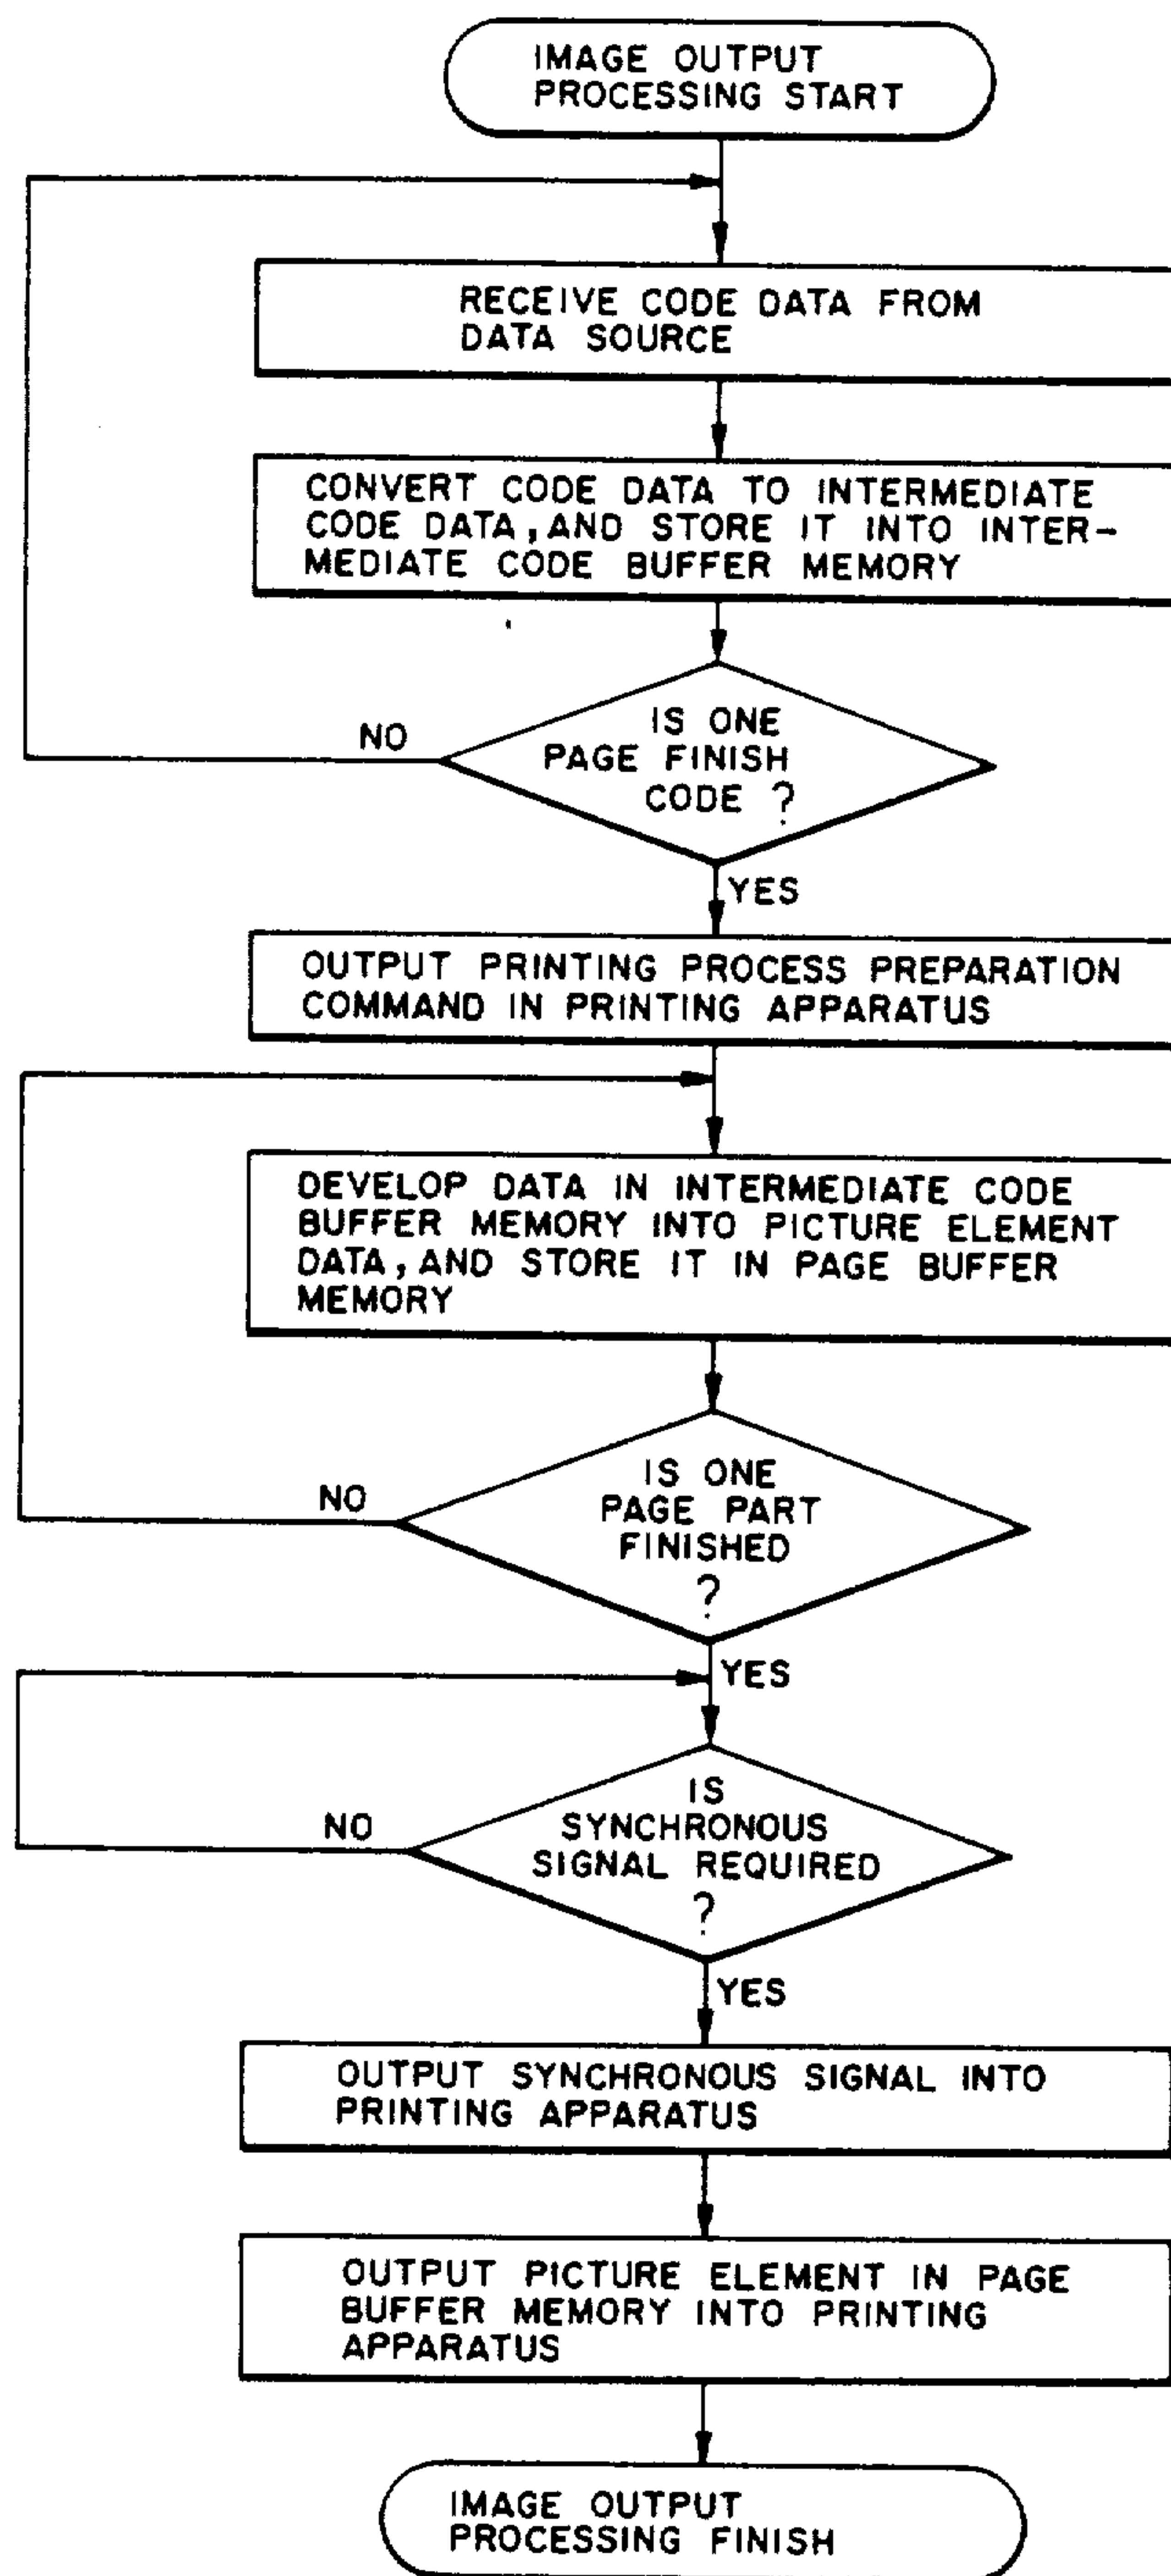 IMAGE OUTPUT
PROCESSING START
RECEIVE CODE DATA FROM
DATA SOURCE
CONVERT CODE DATA TO INTERMEDIATE
CODE DATA, AND STORE IT INTO INTER-
MEDIATE CODE BUFFER MEMORY
IS ONE
PAGE FINISH
CODE ?
NO
YES
OUTPUT PRINTING PROCESS PREPARATION
COMMAND IN PRINTING APPARATUS
DEVELOP DATA IN INTERMEDIATE CODE
BUFFER MEMORY INTO PICTURE ELEMENT
DATA, AND STORE IT IN PAGE BUFFER
MEMORY
IS ONE
PAGE PART
FINISHED
?
NO
YES
IS
SYNCHRONOUS
SIGNAL REQUIRED
?
NO
YES
OUTPUT SYNCHRONOUS SIGNAL INTO
PRINTING APPARATUS
OUTPUT PICTURE ELEMENT IN PAGE
BUFFER MEMORY INTO PRINTING
APPARATUS
IMAGE OUTPUT
PROCESSING FINISH